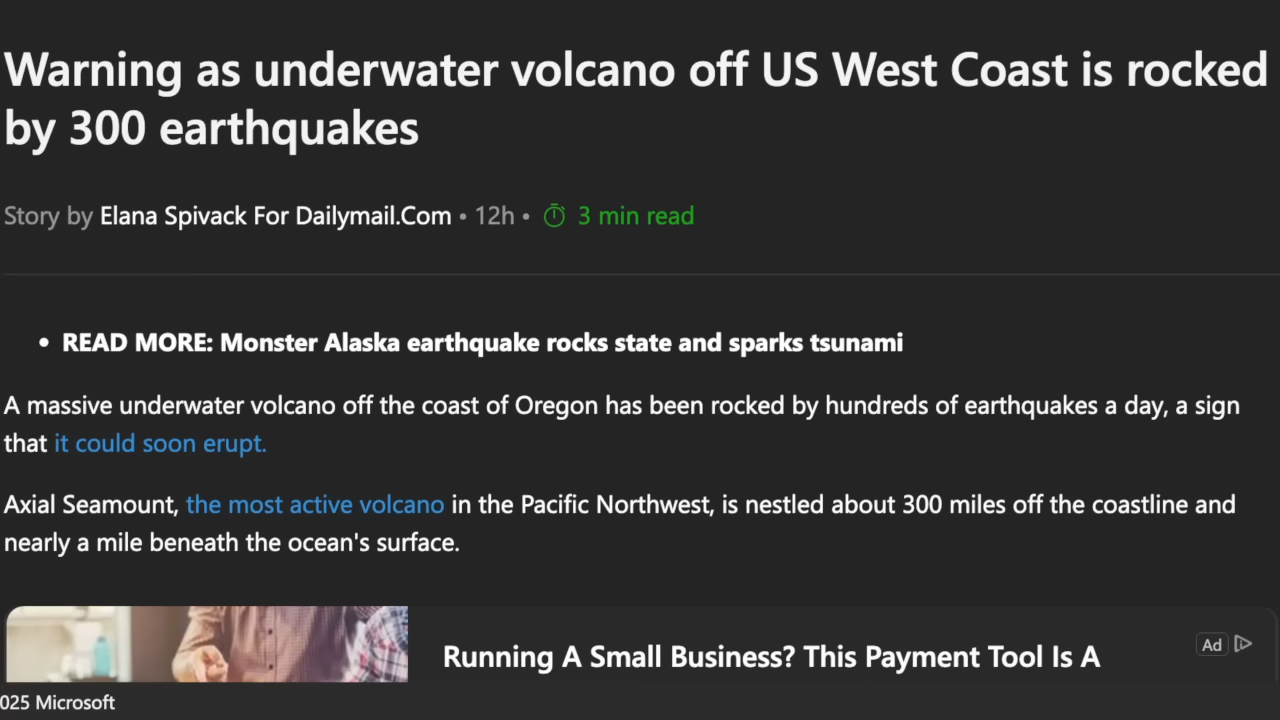 Warning as underwater volcano off US West Coast is rocked
by 300 earthquakes
Story by Elana Spivack For Dailymail.Com • 12h • 3 min read
• READ MORE: Monster Alaska earthquake rocks state and sparks tsunami
A massive underwater volcano off the coast of Oregon has been rocked by hundreds of earthquakes a day, a sign
that it could soon erupt.
Axial Seamount, the most active volcano in the Pacific Northwest, is nestled about 300 miles off the coastline and
nearly a mile beneath the ocean's surface.
Ad
Running A Small Business? This Payment Tool Is A
025 Microsoft